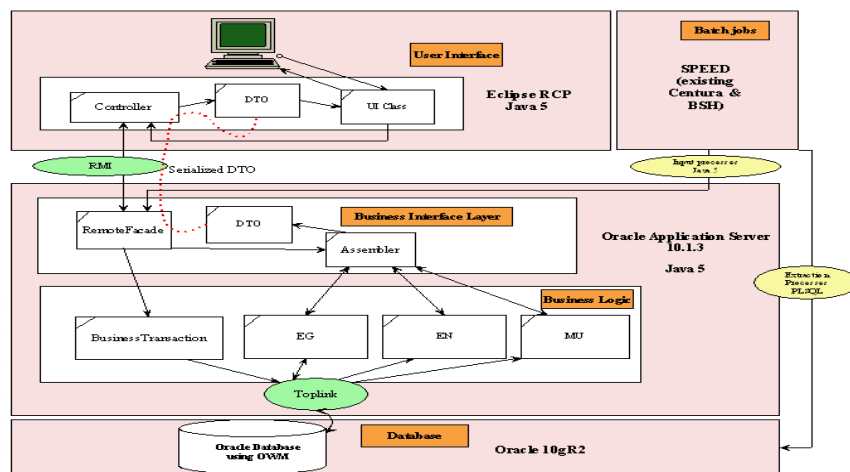 User Interface
Controller
DTO
UI Class
Eclipse RCP
Java 5
Batch jobs
SPEED
(existing
Centura &
BSH)
RMI
Serialized DTO
Input processes
Java 5
RemoteFacade
DTO
Business Interface Layer
Assembler
Oracle Application Server
10.1.3
Java 5
Extraction
Processes
PL/SQL
Business Logic
BusinessTransaction
EG
EN
MU
Toplink
Oracle Database
using OWM
Database
Oracle 10gR2